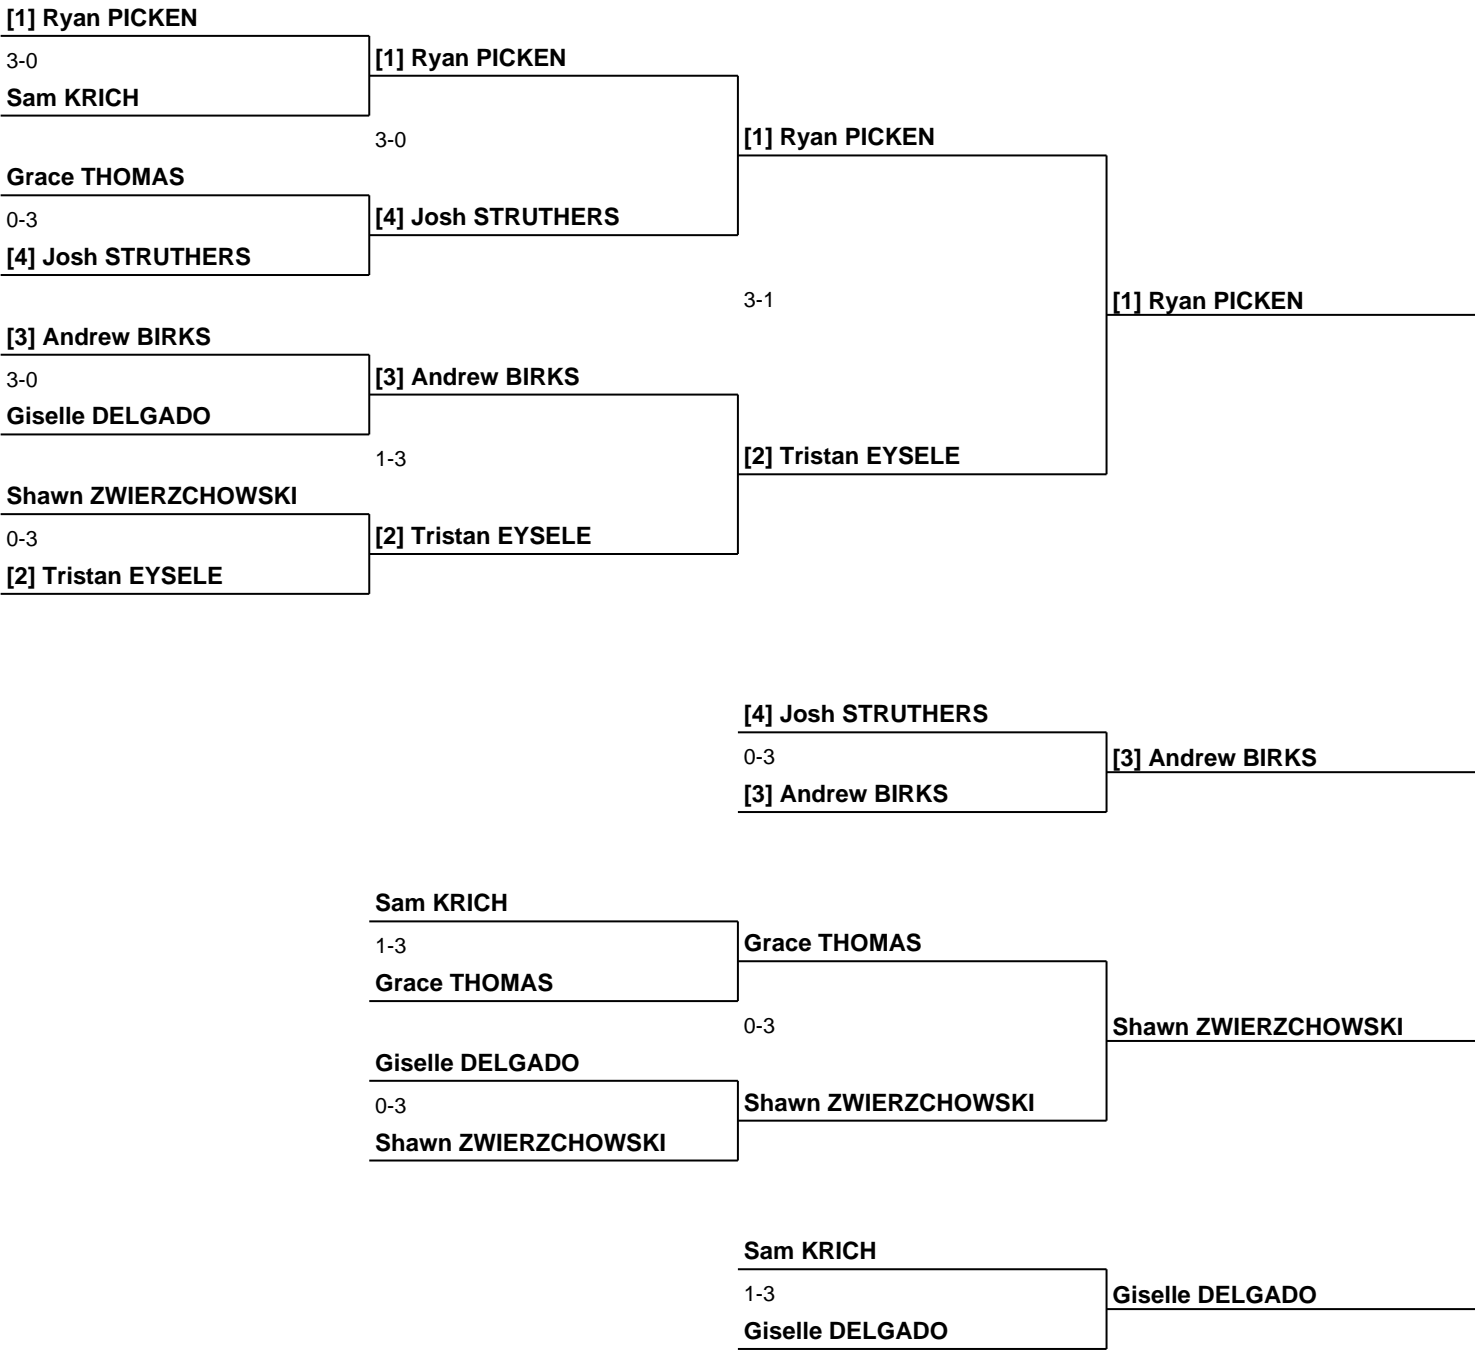 [1] Ryan PICKEN
3-0
[1] Ryan PICKEN
Sam KRICH
3-0
[1] Ryan PICKEN
Grace THOMAS
0-3
[4] Josh STRUTHERS
[4] Josh STRUTHERS
3-1
[1] Ryan PICKEN
[3] Andrew BIRKS
3-0
[3] Andrew BIRKS
Giselle DELGADO
1-3
[2] Tristan EYSELE
Shawn ZWIERZCHOWSKI
0-3
[2] Tristan EYSELE
[2] Tristan EYSELE
[4] Josh STRUTHERS
0-3
[3] Andrew BIRKS
[3] Andrew BIRKS
Sam KRICH
1-3
Grace THOMAS
Grace THOMAS
0-3
Shawn ZWIERZCHOWSKI
Giselle DELGADO
0-3
Shawn ZWIERZCHOWSKI
Shawn ZWIERZCHOWSKI
Sam KRICH
1-3
Giselle DELGADO
Giselle DELGADO